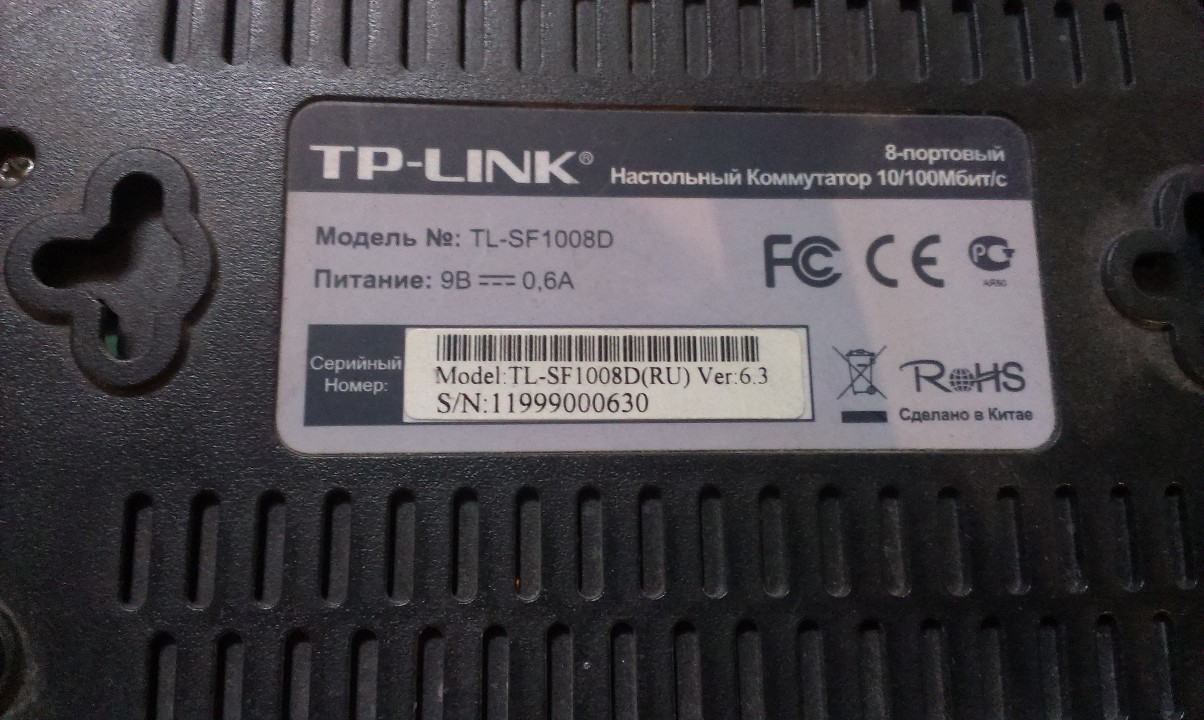 TP-LINK®
8-портовый
Настольный Коммутатор 10/100Мбит/с
Модель №: TL-SF1008D
Питание: 9В ⎓ 0,6А
FC CE PG
Серийный
Номер:
Model:TL-SF1008D(RU) Ver:6.3
S/N:11999000630
RoHS
Сделано в Китае